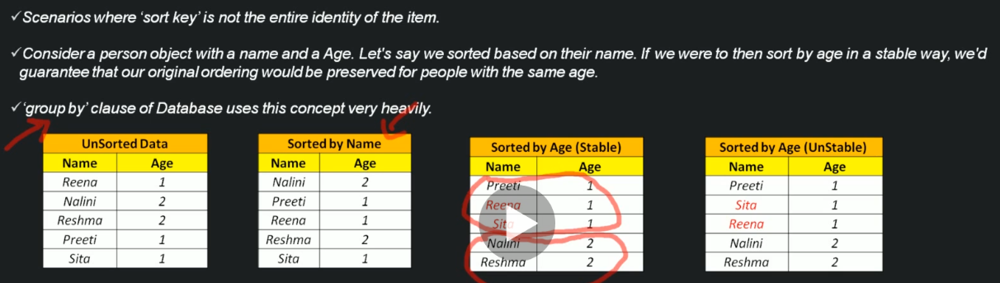 ✓Scenarios where ‘sort key’ is not the entire identity of the item.
✓Consider a person object with a name and a Age. Let's say we sorted based on their name. If we were to then sort by age in a stable way, we'd
guarantee that our original ordering would be preserved for people with the same age.
✓‘group by’ clause of Database uses this concept very heavily.
UnSorted Data
Name Age
Reena 1
Nalini 2
Reshma 2
Preeti 1
Sita 1
Sorted by Name
Name Age
Nalini 2
Preeti 1
Reena 1
Reshma 2
Sita 1
Sorted by Age (Stable)
Name Age
Preeti 1
Reena 1
Sita 1
Nalini 2
Reshma 2
Sorted by Age (UnStable)
Name Age
Preeti 1
Sita 1
Reena 1
Nalini 2
Reshma 2